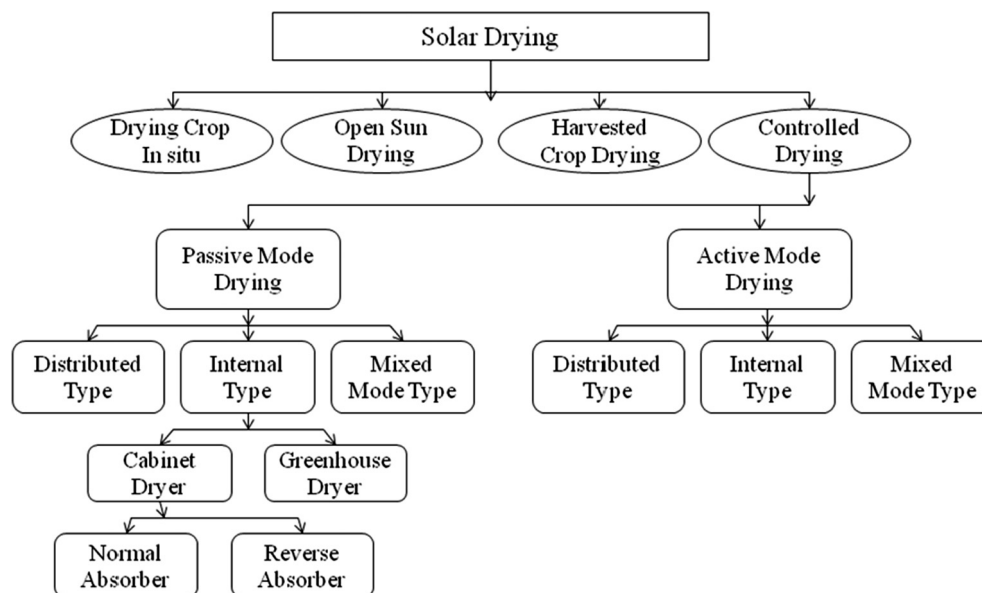 Solar Drying
Drying Crop
In situ
Open Sun
Drying
Harvested
Crop Drying
Controlled
Drying
Passive Mode
Drying
Active Mode
Drying
Distributed
Type
Internal
Type
Mixed
Mode Type
Distributed
Type
Internal
Type
Mixed
Mode Type
Cabinet
Dryer
Greenhouse
Dryer
Normal
Absorber
Reverse
Absorber